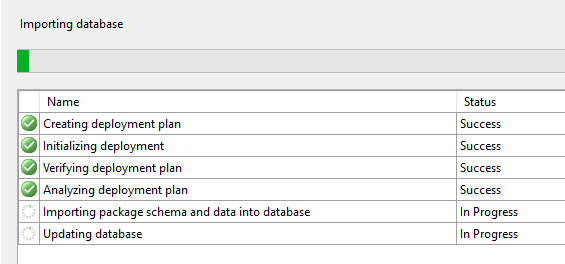 Importing database
Name Status
Creating deployment plan Success
Initializing deployment Success
Verifying deployment plan Success
Analyzing deployment plan Success
Importing package schema and data into database In Progress
Updating database In Progress